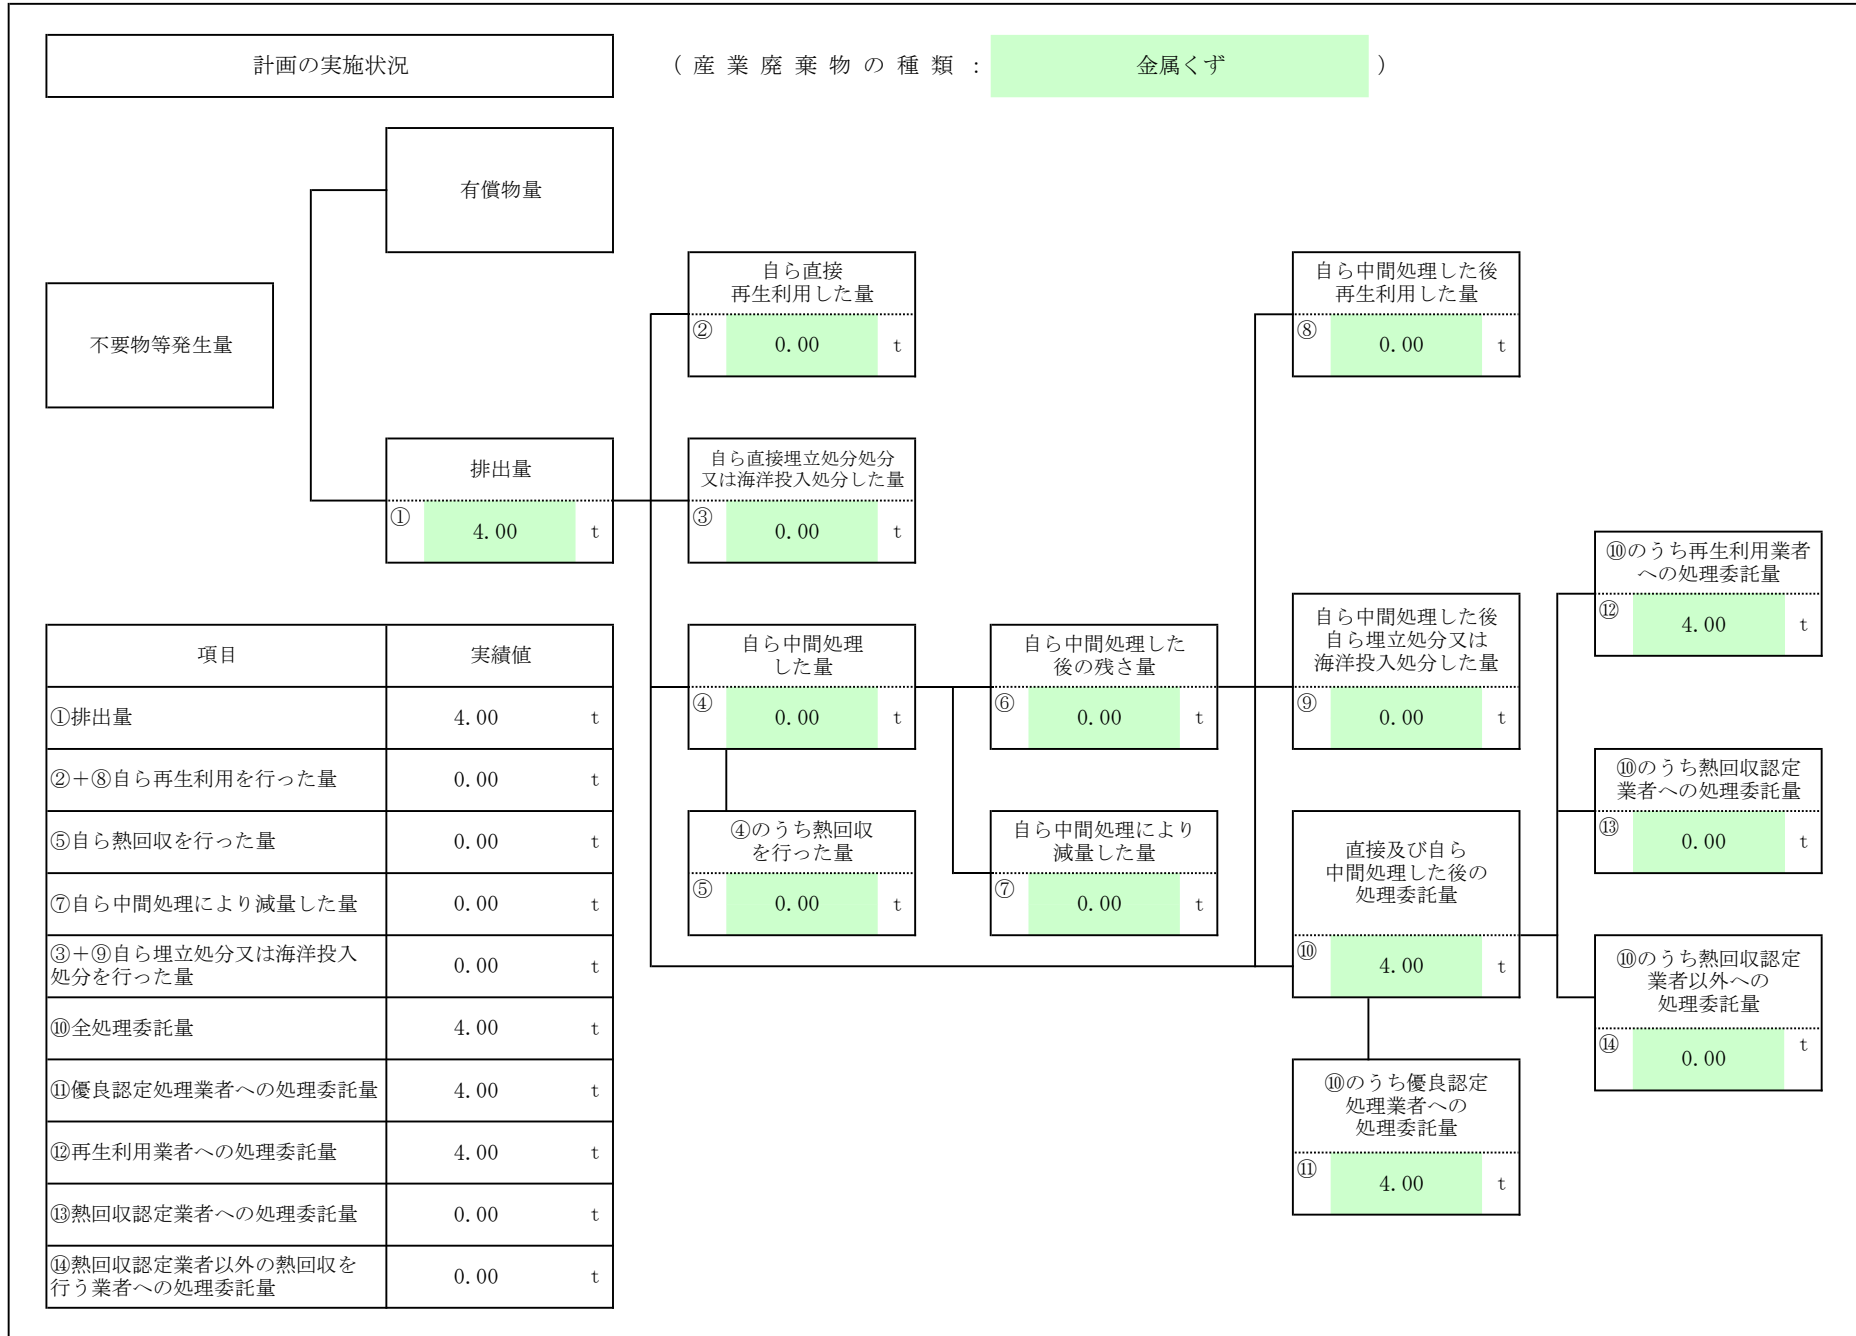 計画の実施状況
（産業廃棄物の種類：
金属くず
）
有償物量
不要物等発生量
自ら直接
再生利用した量
②
0.00
t
自ら中間処理した後
再生利用した量
⑧
0.00
t
排出量
①
4.00
t
自ら直接埋立処分処分
又は海洋投入処分した量
③
0.00
t
⑩のうち再生利用業者
への処理委託量
⑫
4.00
t
自ら中間処理
した量
④
0.00
t
自ら中間処理した
後の残さ量
⑥
0.00
t
自ら中間処理した後
自ら埋立処分又は
海洋投入処分した量
⑨
0.00
t
⑩のうち熱回収認定
業者への処理委託量
⑬
0.00
t
④のうち熱回収
を行った量
⑤
0.00
t
自ら中間処理により
減量した量
⑦
0.00
t
直接及び自ら
中間処理した後の
処理委託量
⑩
4.00
t
⑩のうち熱回収認定
業者以外への
処理委託量
⑭
0.00
t
⑩のうち優良認定
処理業者への
処理委託量
⑪
4.00
t
項目 実績値
①排出量 4.00 t
②＋⑧自ら再生利用を行った量 0.00 t
⑤自ら熱回収を行った量 0.00 t
⑦自ら中間処理により減量した量 0.00 t
③＋⑨自ら埋立処分又は海洋投入
処分を行った量 0.00 t
⑩全処理委託量 4.00 t
⑪優良認定処理業者への処理委託量 4.00 t
⑫再生利用業者への処理委託量 4.00 t
⑬熱回収認定業者への処理委託量 0.00 t
⑭熱回収認定業者以外の熱回収を
行う業者への処理委託量 0.00 t